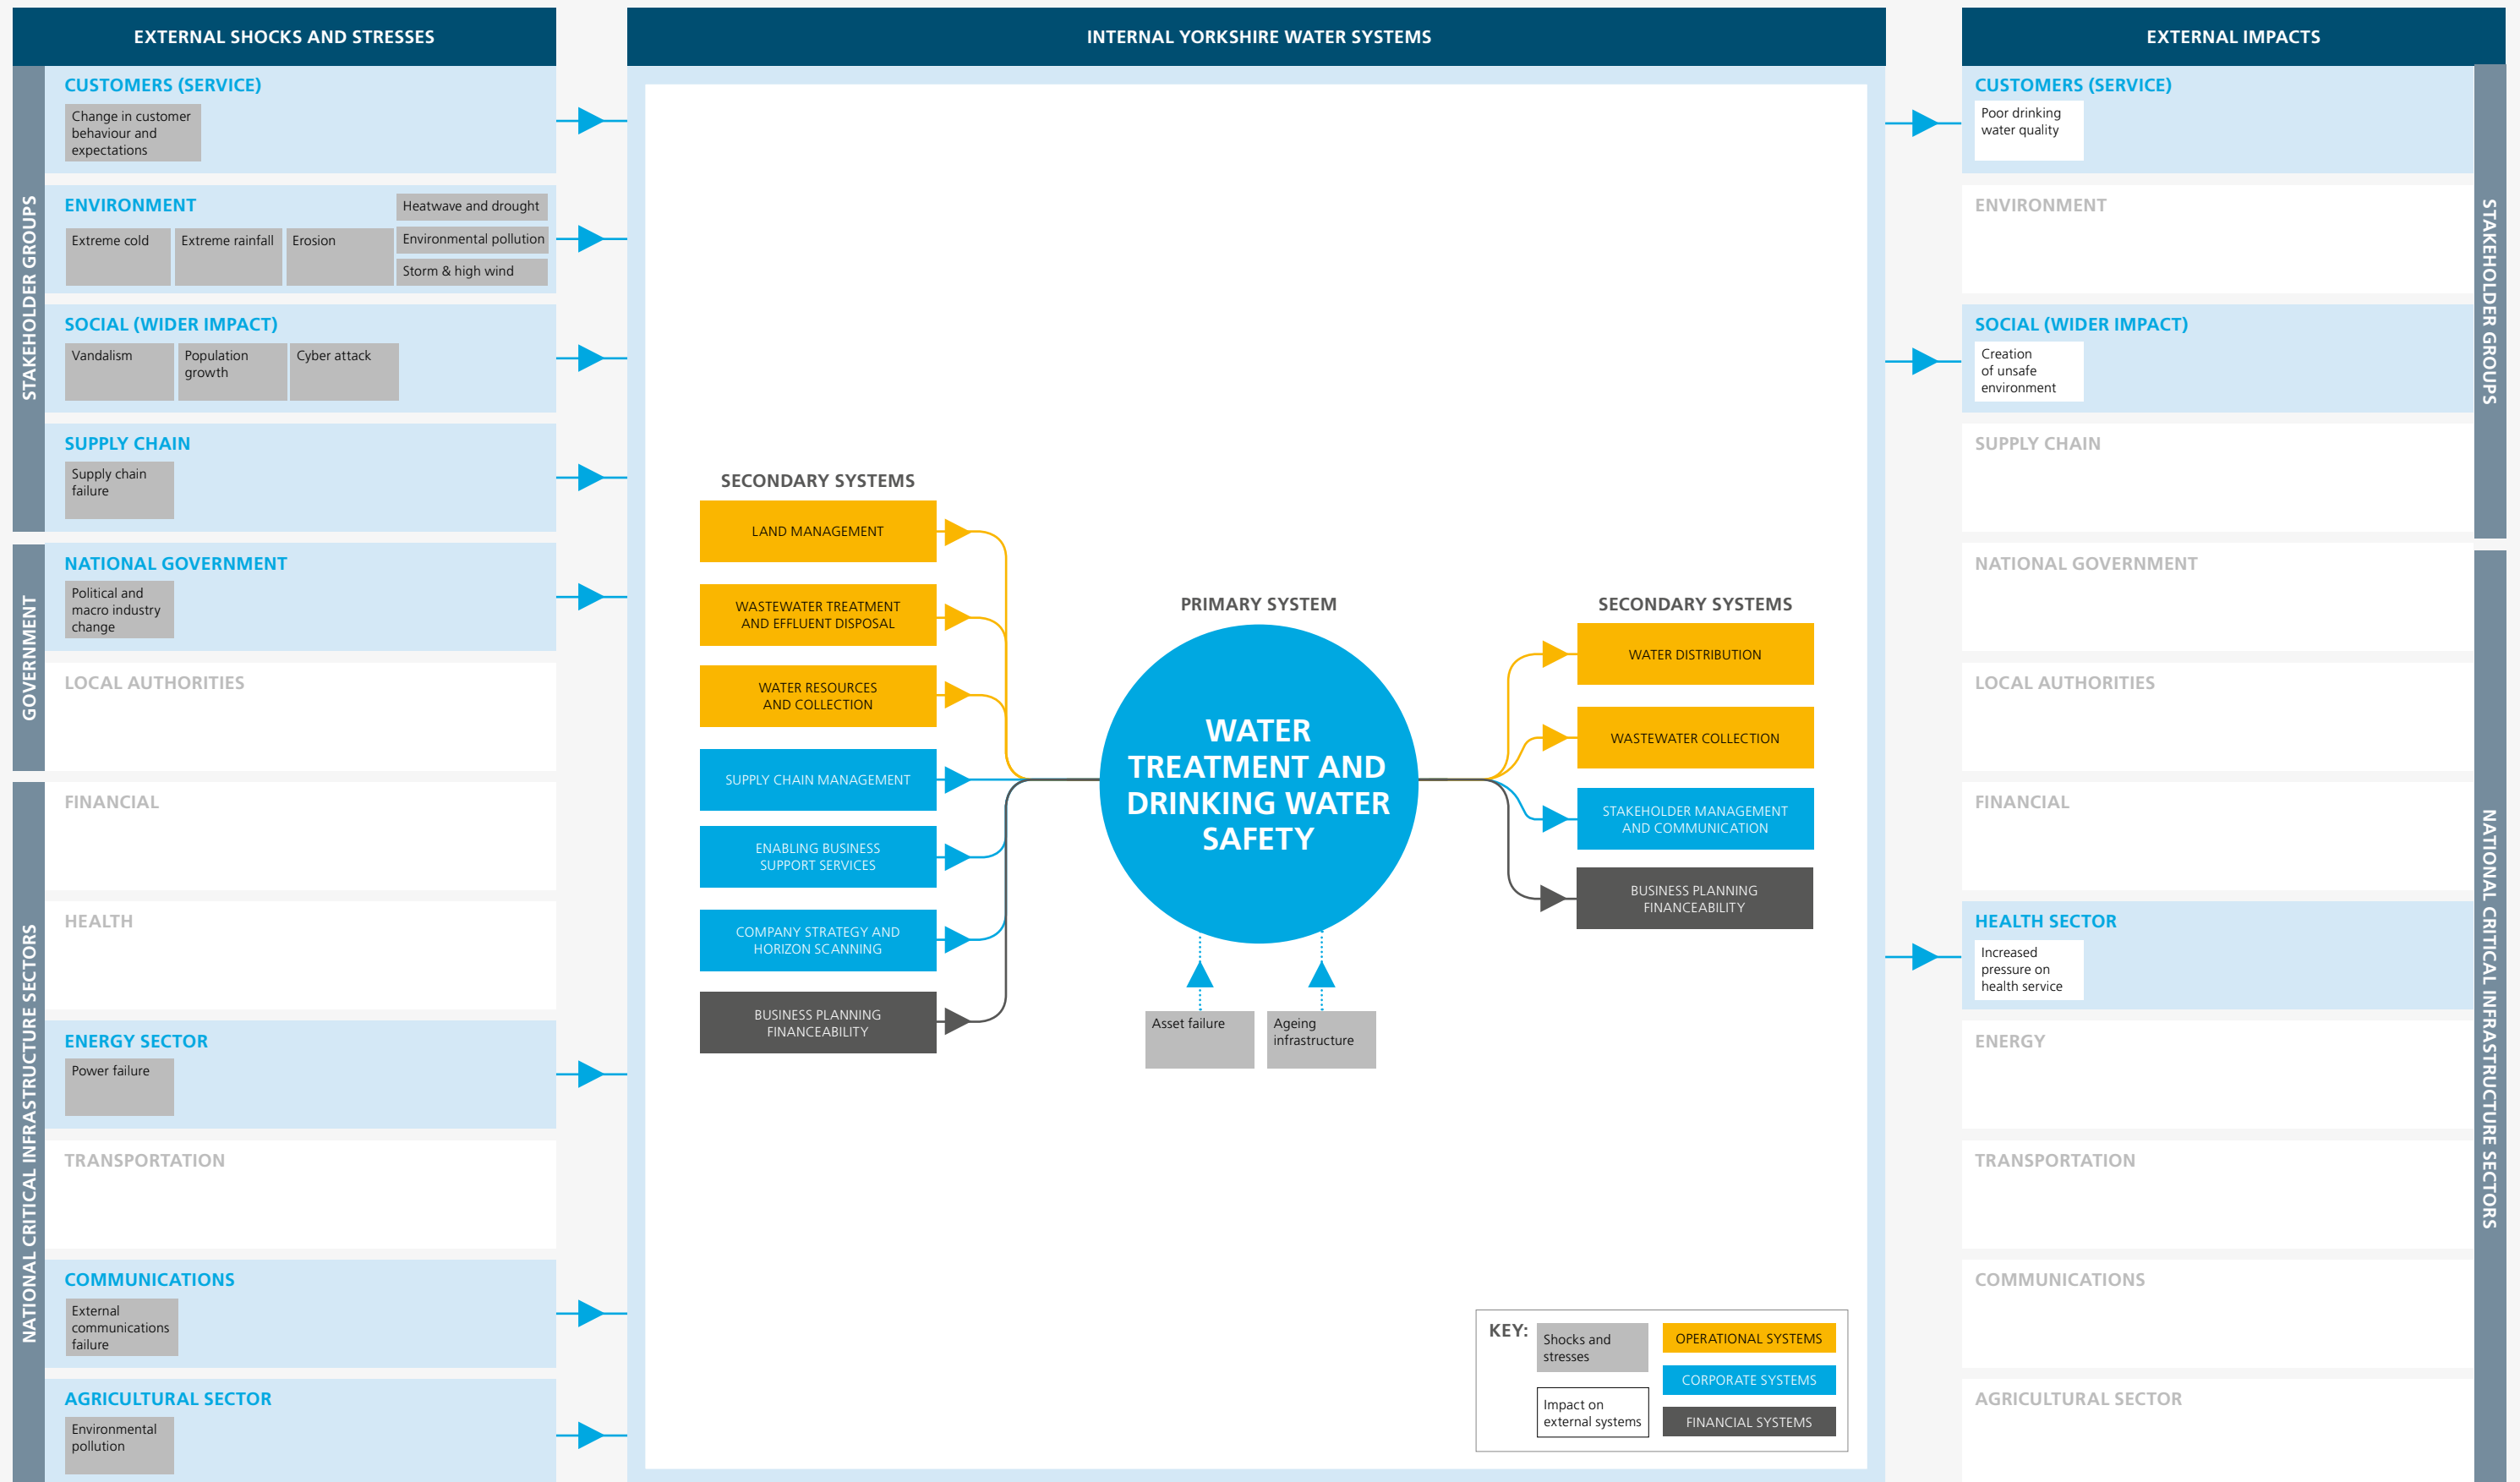 EXTERNAL SHOCKS AND STRESSES
STAKEHOLDER GROUPS
CUSTOMERS (SERVICE)
Change in customer
behaviour and
expectations
ENVIRONMENT
Extreme cold
Extreme rainfall
Erosion
Heatwave and drought
Environmental pollution
Storm & high wind
SOCIAL (WIDER IMPACT)
Vandalism
Population
growth
Cyber attack
SUPPLY CHAIN
Supply chain
failure
GOVERNMENT
NATIONAL GOVERNMENT
Political and
macro industry
change
LOCAL AUTHORITIES
NATIONAL CRITICAL INFRASTRUCTURE SECTORS
FINANCIAL
HEALTH
ENERGY SECTOR
Power failure
TRANSPORTATION
COMMUNICATIONS
External
communications
failure
AGRICULTURAL SECTOR
Environmental
pollution
INTERNAL YORKSHIRE WATER SYSTEMS
SECONDARY SYSTEMS
LAND MANAGEMENT
WASTEWATER TREATMENT
AND EFFLUENT DISPOSAL
WATER RESOURCES
AND COLLECTION
SUPPLY CHAIN MANAGEMENT
ENABLING BUSINESS
SUPPORT SERVICES
COMPANY STRATEGY AND
HORIZON SCANNING
BUSINESS PLANNING
FINANCEABILITY
PRIMARY SYSTEM
WATER
TREATMENT AND
DRINKING WATER
SAFETY
Asset failure
Ageing
infrastructure
SECONDARY SYSTEMS
WATER DISTRIBUTION
WASTEWATER COLLECTION
STAKEHOLDER MANAGEMENT
AND COMMUNICATION
BUSINESS PLANNING
FINANCEABILITY
KEY:
Shocks and
stresses
Impact on
external systems
OPERATIONAL SYSTEMS
CORPORATE SYSTEMS
FINANCIAL SYSTEMS
EXTERNAL IMPACTS
CUSTOMERS (SERVICE)
Poor drinking
water quality
ENVIRONMENT
SOCIAL (WIDER IMPACT)
Creation
of unsafe
environment
SUPPLY CHAIN
STAKEHOLDER GROUPS
NATIONAL GOVERNMENT
LOCAL AUTHORITIES
FINANCIAL
HEALTH SECTOR
Increased
pressure on
health service
ENERGY
TRANSPORTATION
COMMUNICATIONS
AGRICULTURAL SECTOR
NATIONAL CRITICAL INFRASTRUCTURE SECTORS